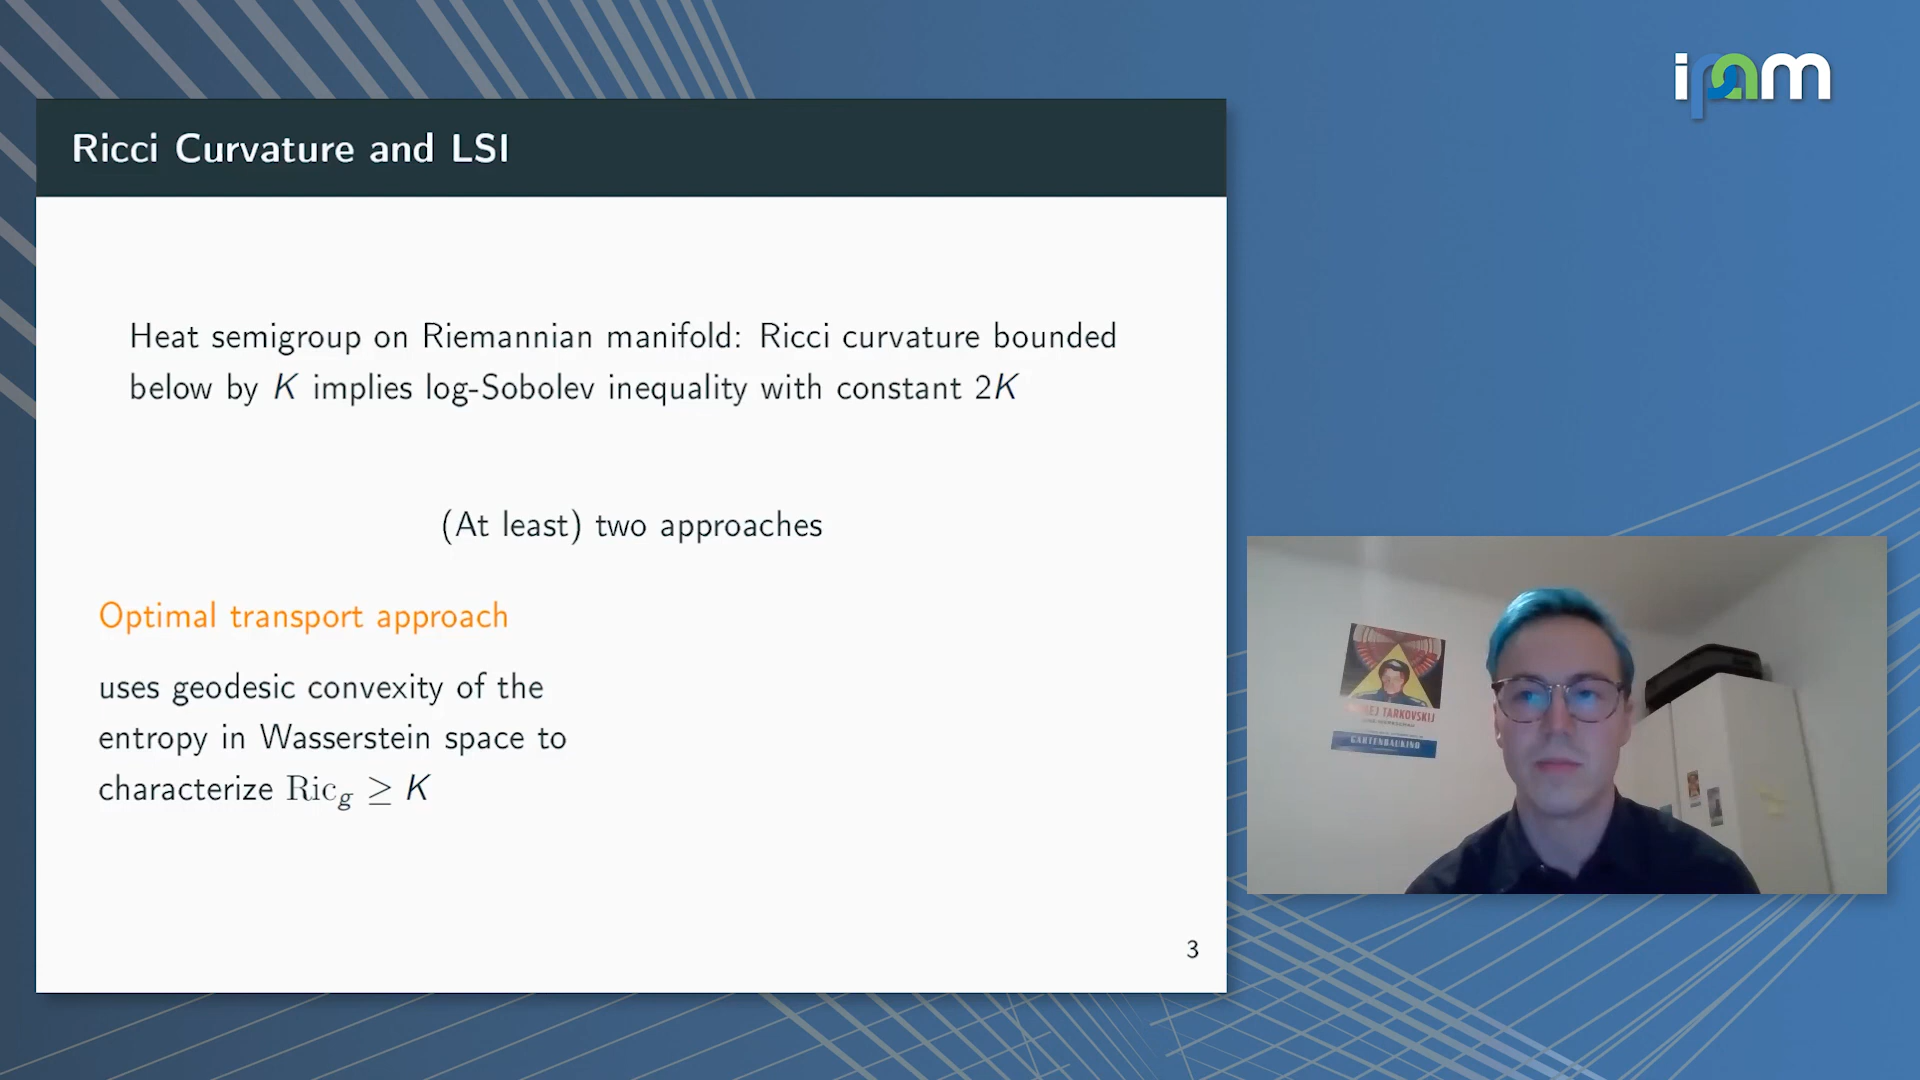 ipam
Ricci Curvature and LSI
Heat semigroup on Riemannian manifold: Ricci curvature bounded
below by K implies log-Sobolev inequality with constant 2K
(At least) two approaches
Optimal transport approach
uses geodesic convexity of the
entropy in Wasserstein space to
characterize Ric_g ≥ K
3
TARKOVSKIJ
GARTENBAUKINO